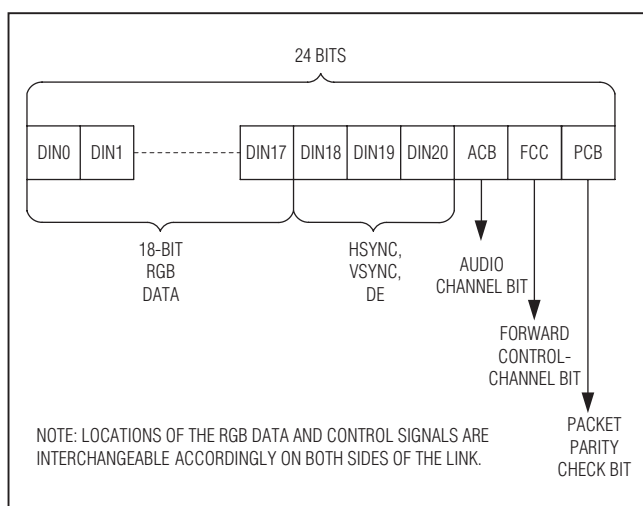 24 BITS
DIN0 DIN1 DIN17 DIN18 DIN19 DIN20 ACB FCC PCB
18-BIT
RGB
DATA
HSYNC,
VSYNC,
DE
AUDIO
CHANNEL BIT
FORWARD
CONTROL-
CHANNEL BIT
PACKET
PARITY
CHECK BIT
NOTE: LOCATIONS OF THE RGB DATA AND CONTROL SIGNALS ARE
INTERCHANGEABLE ACCORDINGLY ON BOTH SIDES OF THE LINK.